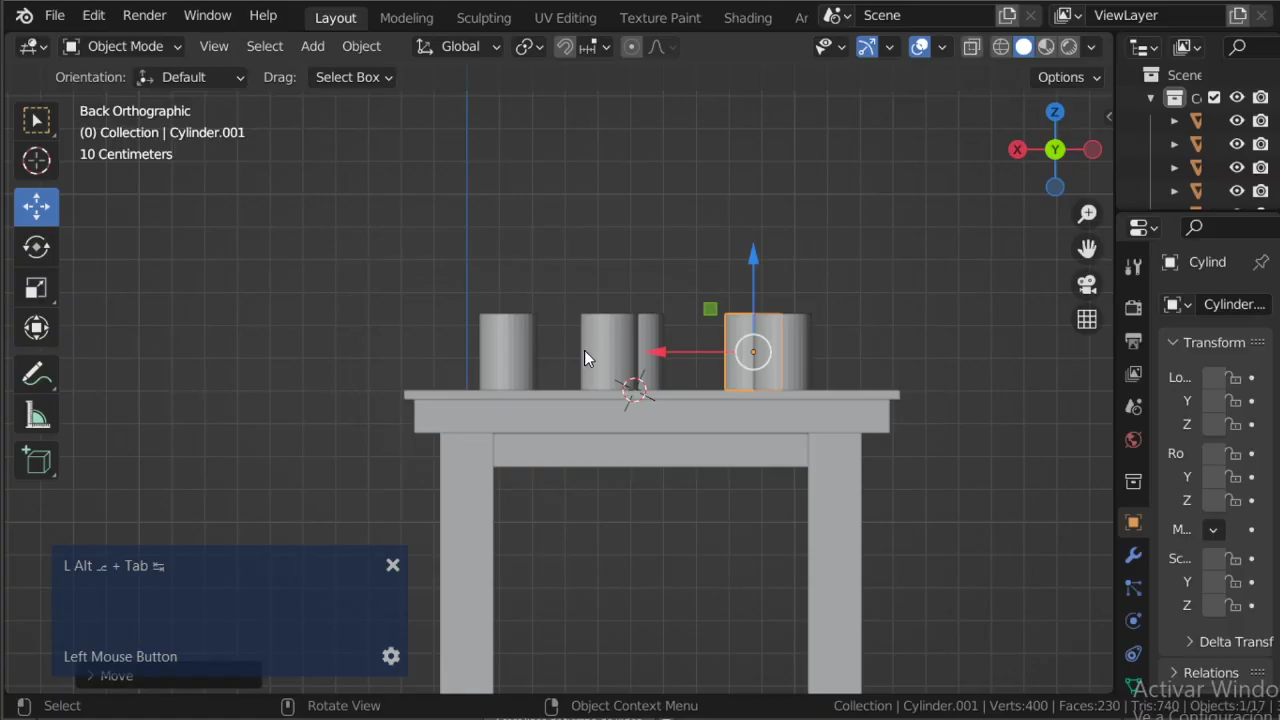 File Edit Render Window Help Layout Modeling Sculpting UV Editing Texture Paint Shading Scene ViewLayer
Object Mode View Select Add Object Global
Orientation: Default Drag: Select Box Options
Scene
Back Orthographic
(0) Collection | Cylinder.001
10 Centimeters
Z
X Y
Cylind
Cylinder....
Transform
Lo...
Y
Z
Ro
Y
Z
M...
Sc...
Y
Z
Delta Transf
Relations
L Alt + Tab
Left Mouse Button
Move
Activar Windo
Select Rotate View Object Context Menu Collection | Cylinder.001 | Verts:400 | Faces:230 | Tris:740 | Objects:1/17